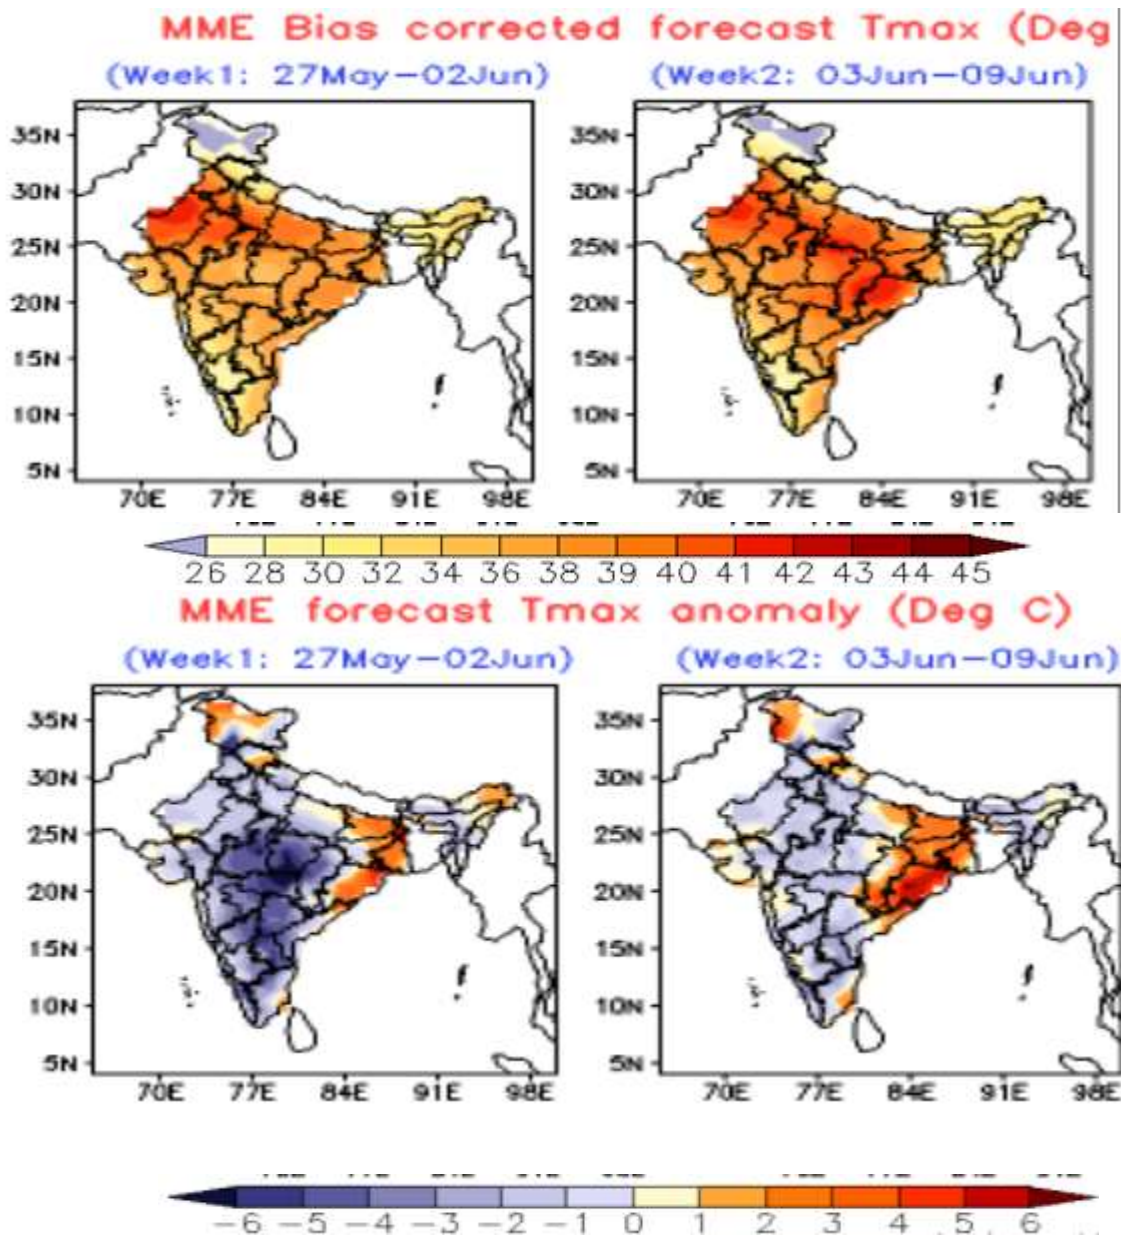 MME Bias corrected forecast Tmax (Deg
(Week1: 27May-02Jun) (Week2: 03Jun-09Jun)
35N 35N
30N 30N
25N 25N
20N 20N
15N 15N
10N 10N
5N 5N
70E 77E 84E 91E 98E 70E 77E 84E 91E 98E
26 28 30 32 34 36 38 39 40 41 42 43 44 45
MME forecast Tmax anomaly (Deg C)
(Week1: 27May-02Jun) (Week2: 03Jun-09Jun)
35N 35N
30N 30N
25N 25N
20N 20N
15N 15N
10N 10N
5N 5N
70E 77E 84E 91E 98E 70E 77E 84E 91E 98E
-6 -5 -4 -3 -2 -1 0 1 2 3 4 5 6